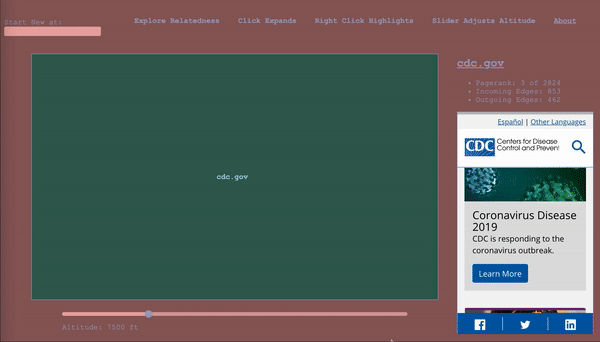 Start New at:
Explore Relatedness
Click Expands
Right Click Highlights
Slider Adjusts Altitude
About
cdc.gov
cdc.gov
Pagerank: 3 of 2824
Incoming Edges: 853
Outgoing Edges: 462
Español | Other Languages
CDC
Centers for Disease
Control and Prevent
Coronavirus Disease
2019
CDC is responding to the
coronavirus outbreak.
Learn More
Altitude: 7500 ft